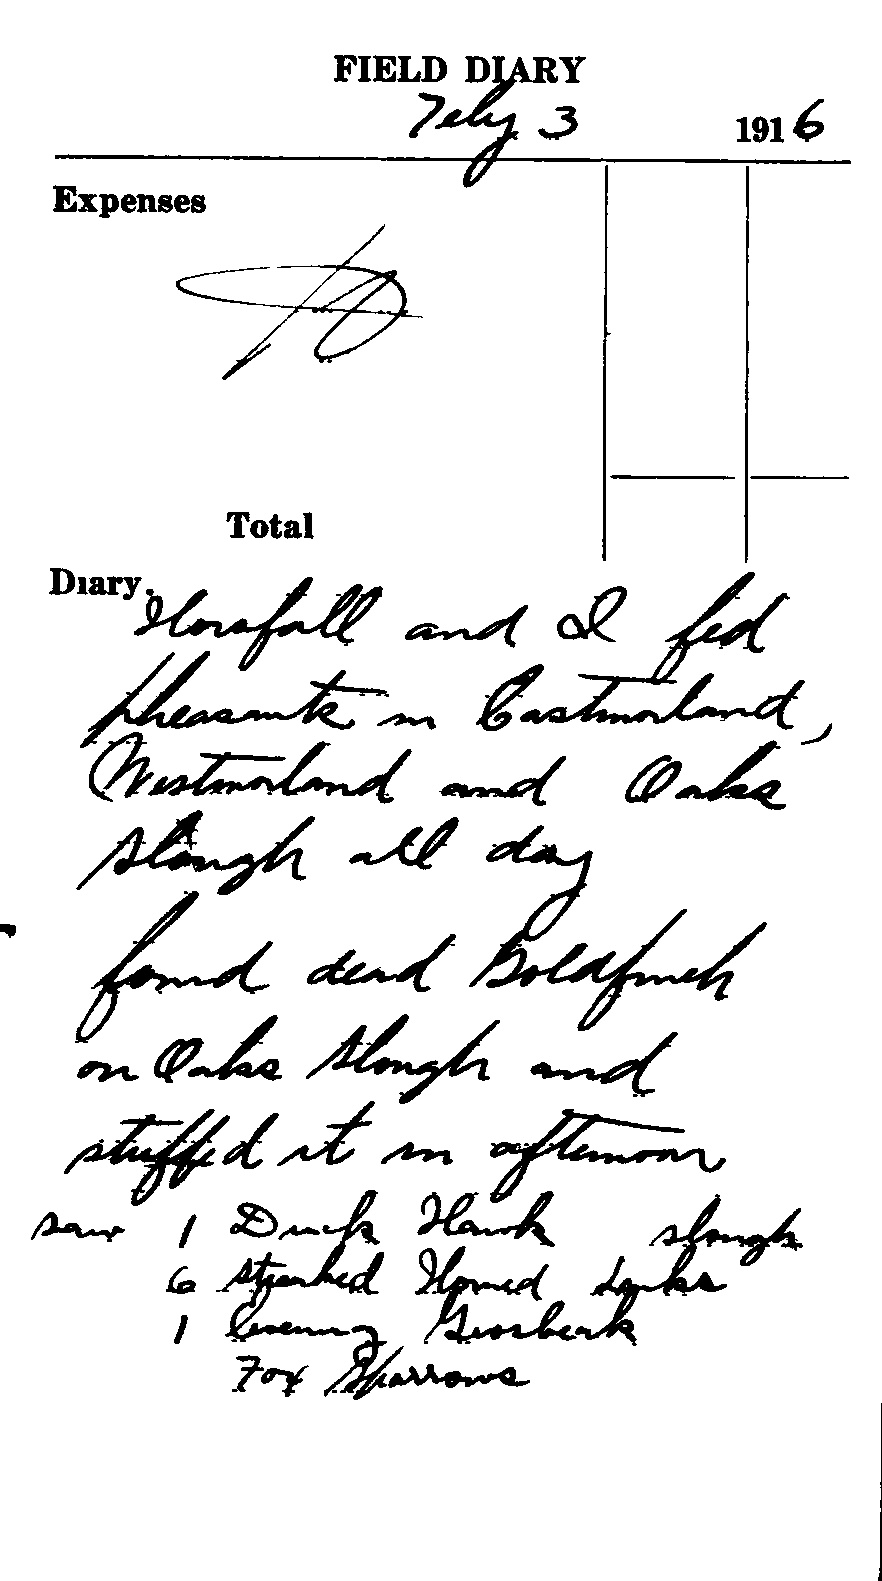 FIELD DIARY
Feby 3 1916
Expenses
Total
Diary.
Horsfall and I fed
pheasants in Eastmorland,
Westmorland and Oaks
slough all day
found dead Goldfinch
on Oaks slough and
stuffed it in afternoon
saw 1 Duck Hawk slough
6 streaked Horned Larks
1 Evening Grosbeak
Fox Sparrows